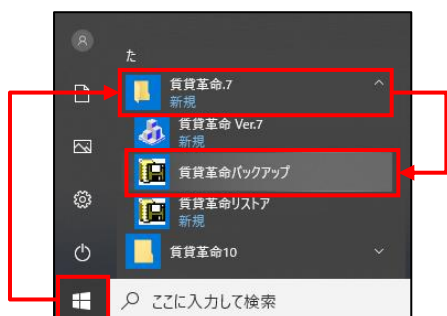 た
賃貸革命.7
新規
賃貸革命 Ver.7
新規
賃貸革命バックアップ
賃貸革命リストア
新規
賃貸革命10
ここに入力して検索